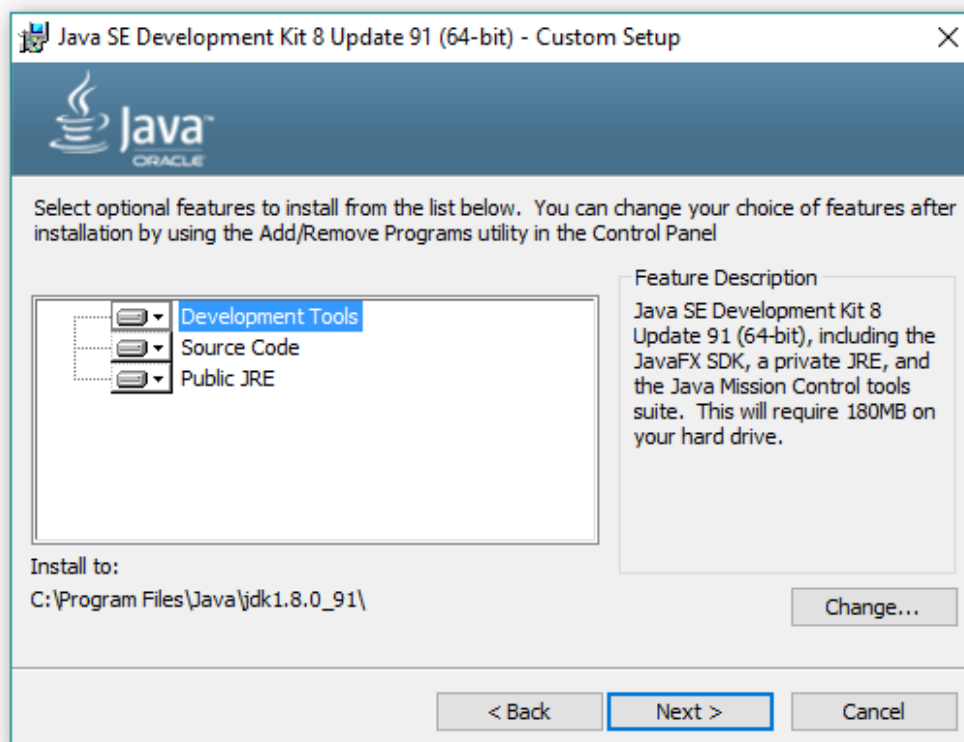 Java SE Development Kit 8 Update 91 (64-bit) - Custom Setup
Java™
ORACLE
Select optional features to install from the list below.  You can change your choice of features after
installation by using the Add/Remove Programs utility in the Control Panel
Development Tools
Source Code
Public JRE
Feature Description
Java SE Development Kit 8
Update 91 (64-bit), including the
JavaFX SDK, a private JRE, and
the Java Mission Control tools
suite.  This will require 180MB on
your hard drive.
Install to:
C:\Program Files\Java\jdk1.8.0_91\
Change...
< Back
Next >
Cancel